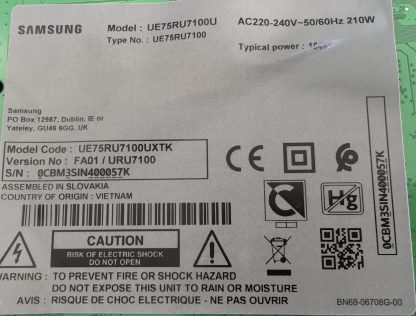 SAMSUNG
Model : UE75RU7100U
Type No. : UE75RU7100
AC220-240V~50/60Hz 210W
Typical power :
Samsung
PO Box 12987, Dublin. IE or
Yateley, GU46 6GG, UK
Model Code : UE75RU7100UXTK
Version No : FA01 / URU7100
S/N : 0CBM3SIN400057K
ASSEMBLED IN SLOVAKIA
COUNTRY OF ORIGIN : VIETNAM
CE
Hg
0CBM3SIN400057K
CAUTION
RISK OF ELECTRIC SHOCK
DO NOT OPEN
WARNING : TO PREVENT FIRE OR SHOCK HAZARD
DO NOT EXPOSE THIS UNIT TO RAIN OR MOISTURE
AVIS : RISQUE DE CHOC ELECTRIQUE - NE PAS OUVRIR
BN68-06708G-00